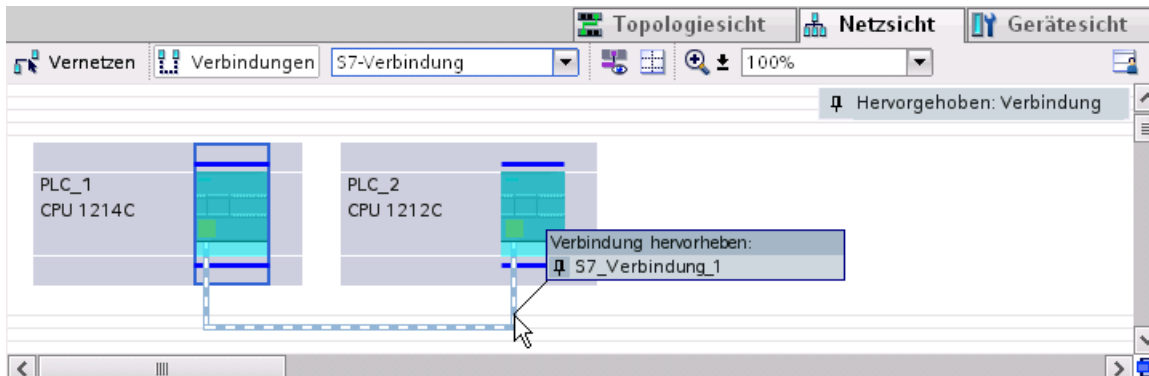 Topologiesicht Netzsicht Gerätesicht
Vernetzen Verbindungen S7-Verbindung 100%
Hervorgehoben: Verbindung
PLC_1 PLC_2
CPU 1214C CPU 1212C
Verbindung hervorheben:
S7_Verbindung_1